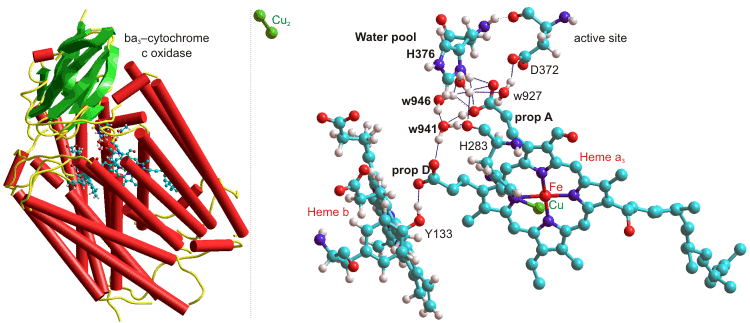 ba₃–cytochrome
c oxidase
Cu₂
Water pool
H376
active site
D372
w946
w927
w941
prop A
H283
Heme a₃
prop D
Fe
Cu
Heme b
Y133